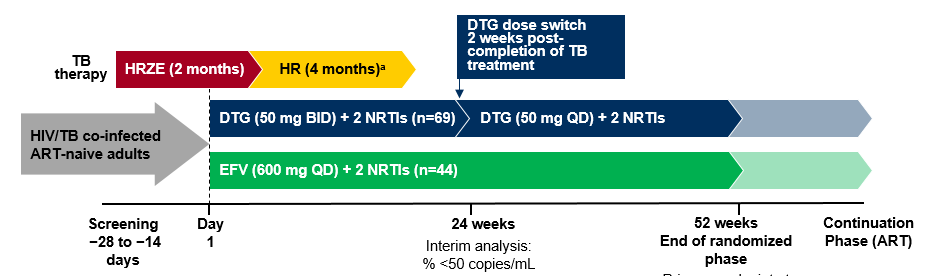 DTG dose switch
2 weeks post-
completion of TB
treatment
TB
therapy
HRZE (2 months)
HR (4 months)ᵃ
HIV/TB co-infected
ART-naive adults
DTG (50 mg BID) + 2 NRTIs (n=69)
DTG (50 mg QD) + 2 NRTIs
EFV (600 mg QD) + 2 NRTIs (n=44)
Screening
−28 to −14
days
Day
1
24 weeks
Interim analysis:
% <50 copies/mL
52 weeks
End of randomized
phase
Continuation
Phase (ART)